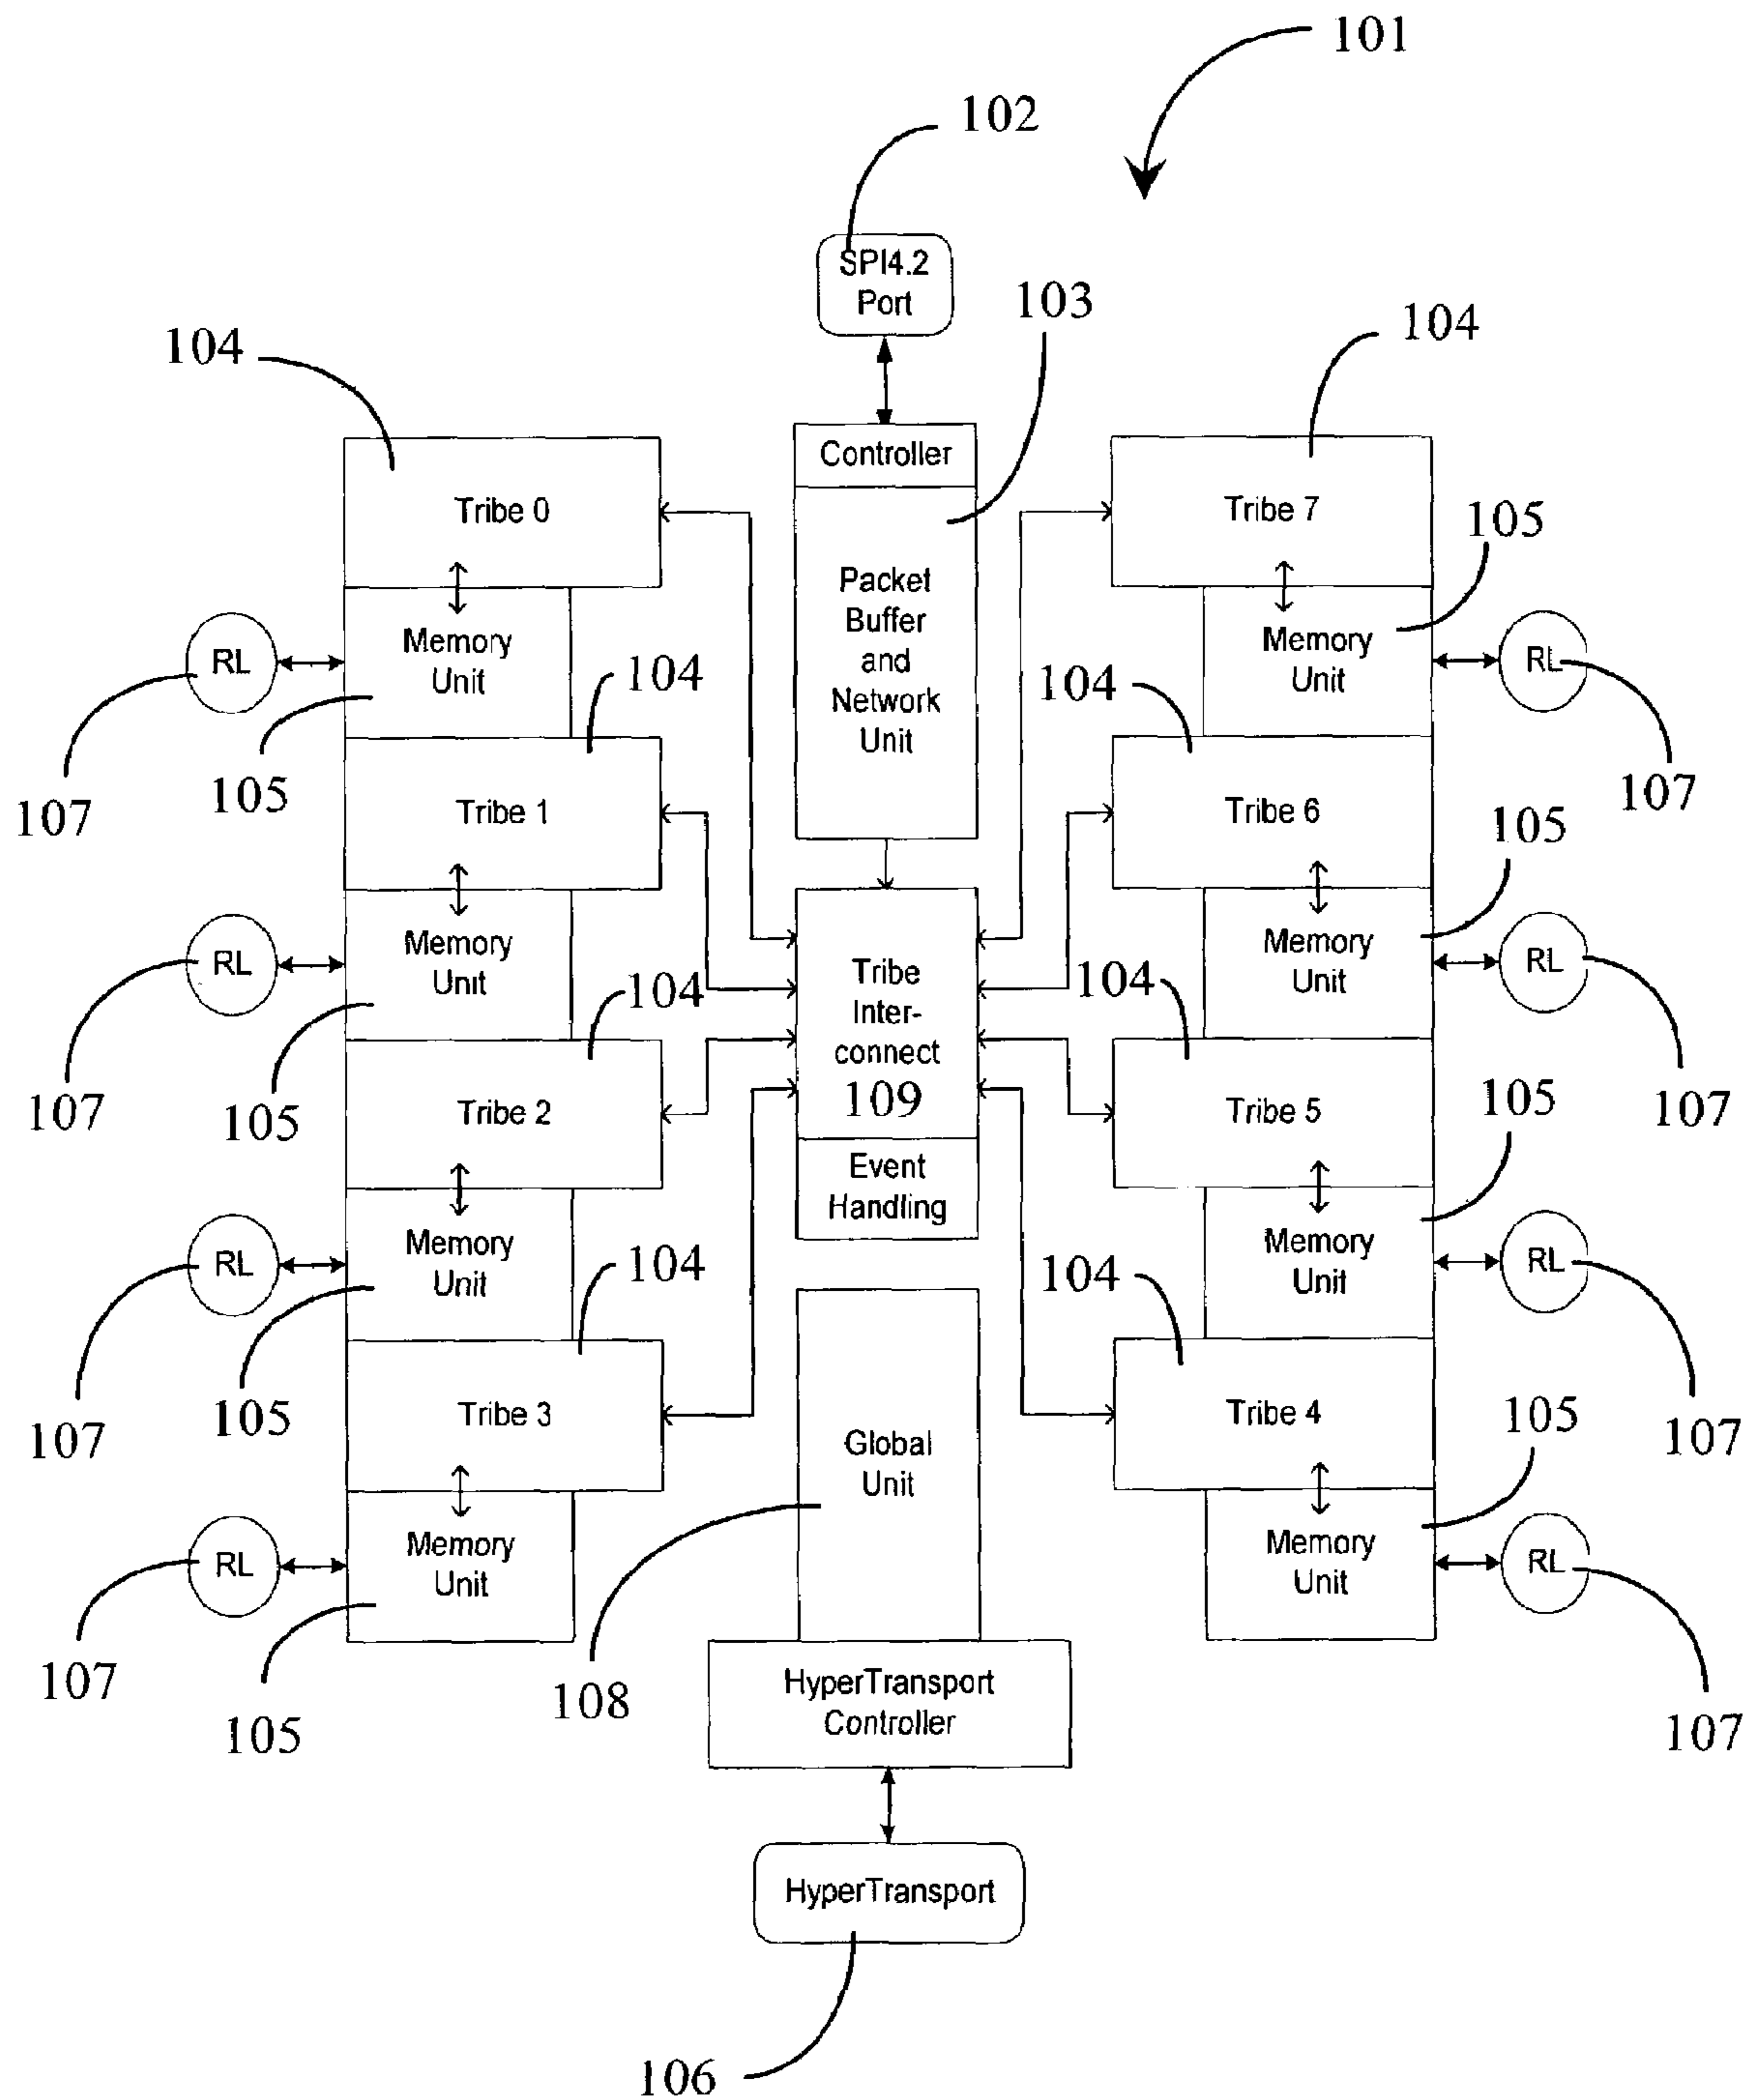 101
102
SPI4.2
Port
103
104
104
Controller
Tribe 0
Tribe 7
105
Packet
Buffer
and
Network
Unit
Memory
Unit
Memory
Unit
RL
RL
104
104
105
107
107
Tribe 1
Tribe 6
105
Memory
Unit
Memory
Unit
RL
RL
Tribe
Inter-
connect
109
104
104
107
105
107
Tribe 2
Tribe 5
105
Event
Handling
Memory
Unit
Memory
Unit
RL
RL
104
104
107
105
107
Tribe 3
Tribe 4
105
Global
Unit
Memory
Unit
Memory
Unit
RL
RL
107
105
108
107
HyperTransport
Controller
HyperTransport
106